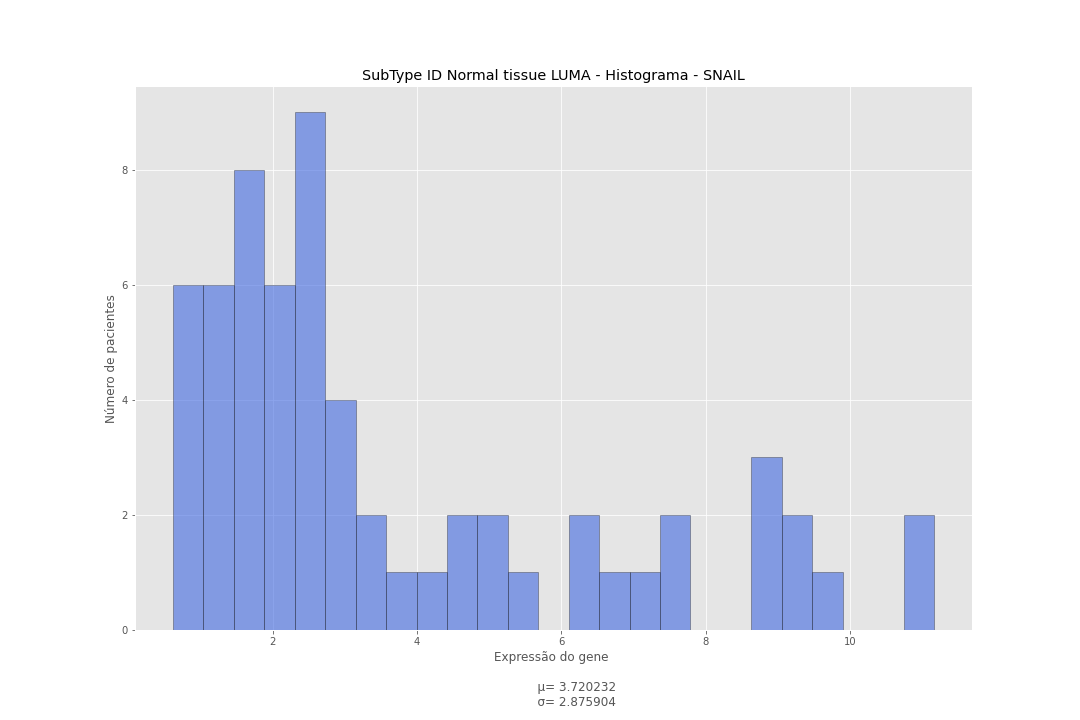 SubType ID Normal tissue LUMA - Histograma - SNAIL
8
6
4
2
0
Número de pacientes
2 4 6 8 10
Expressão do gene
μ= 3.720232
σ= 2.875904